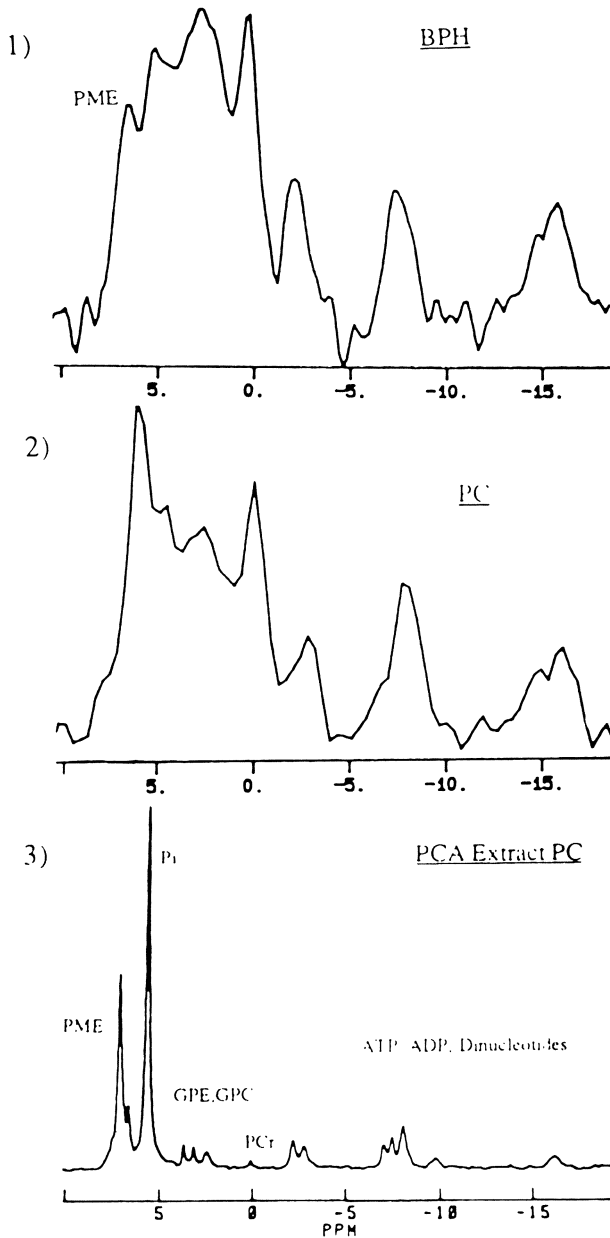 1)
BPH
PME
5. 0. -5. -10. -15.
2)
PC
5. 0. -5. -10. -15.
3)
PCA Extract PC
Pi
PME
ATP, ADP, Dinucleotides
GPE,GPC
PCr
5 0 -5 -10 -15
PPM